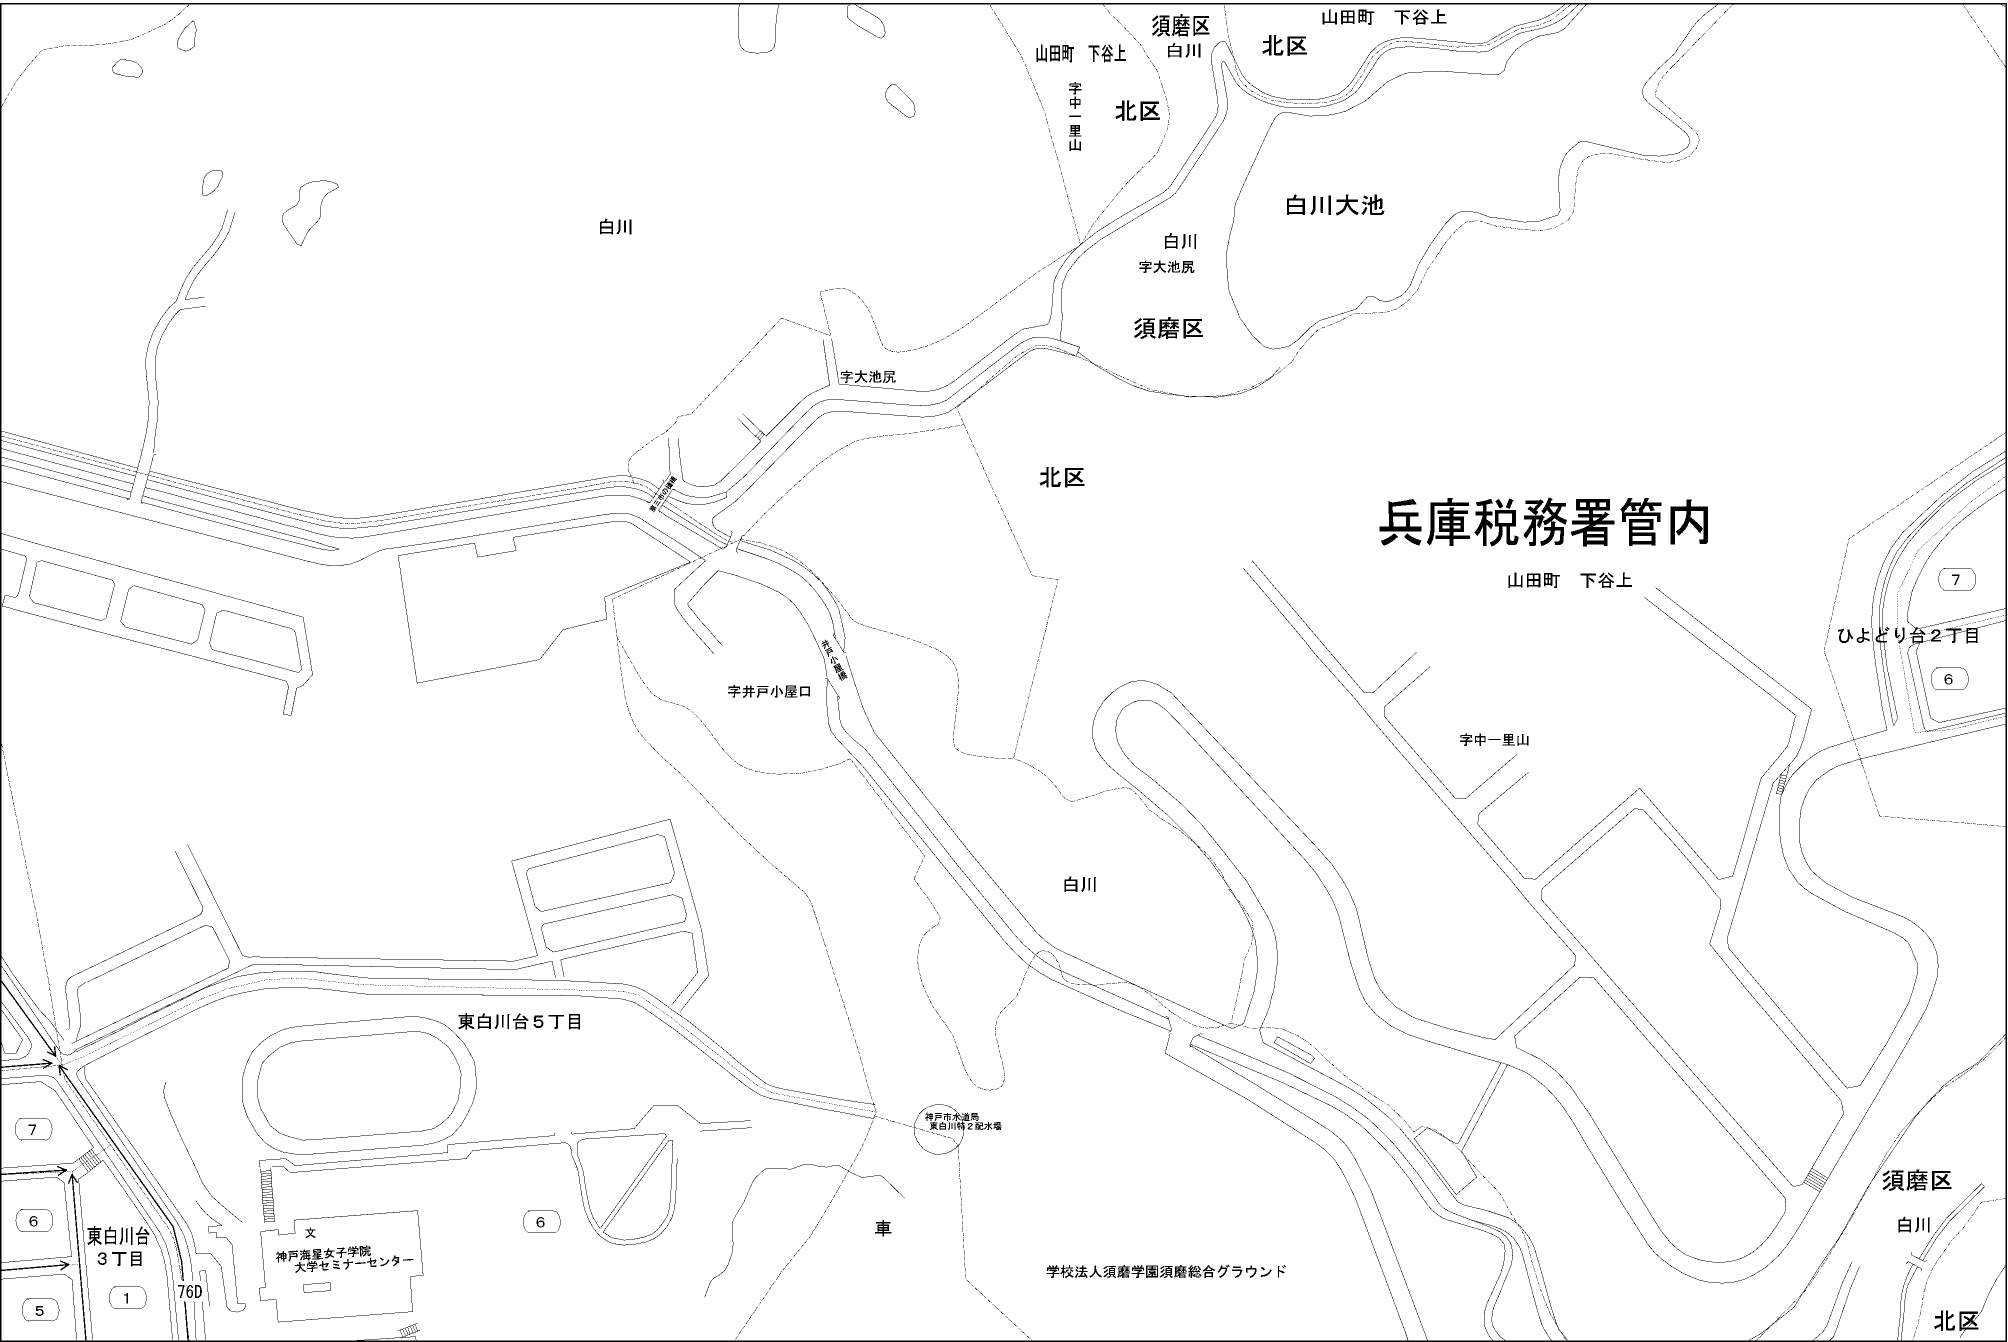 山田町　下谷上
須磨区
白川
北区
山田町　下谷上
字中一里山
北区
白川大池
白川
白川
字大池尻
須磨区
字大池尻
北区
兵庫税務署管内
山田町　下谷上
7
ひよどり台２丁目
6
井戸小屋橋
字井戸小屋口
字中一里山
白川
東白川台５丁目
神戸市水道局
東白川特２配水場
7
須磨区
白川
6
東白川台
３丁目
6
車
文
神戸海星女子学院
大学セミナーセンター
学校法人須磨学園須磨総合グラウンド
76D
1
5
北区